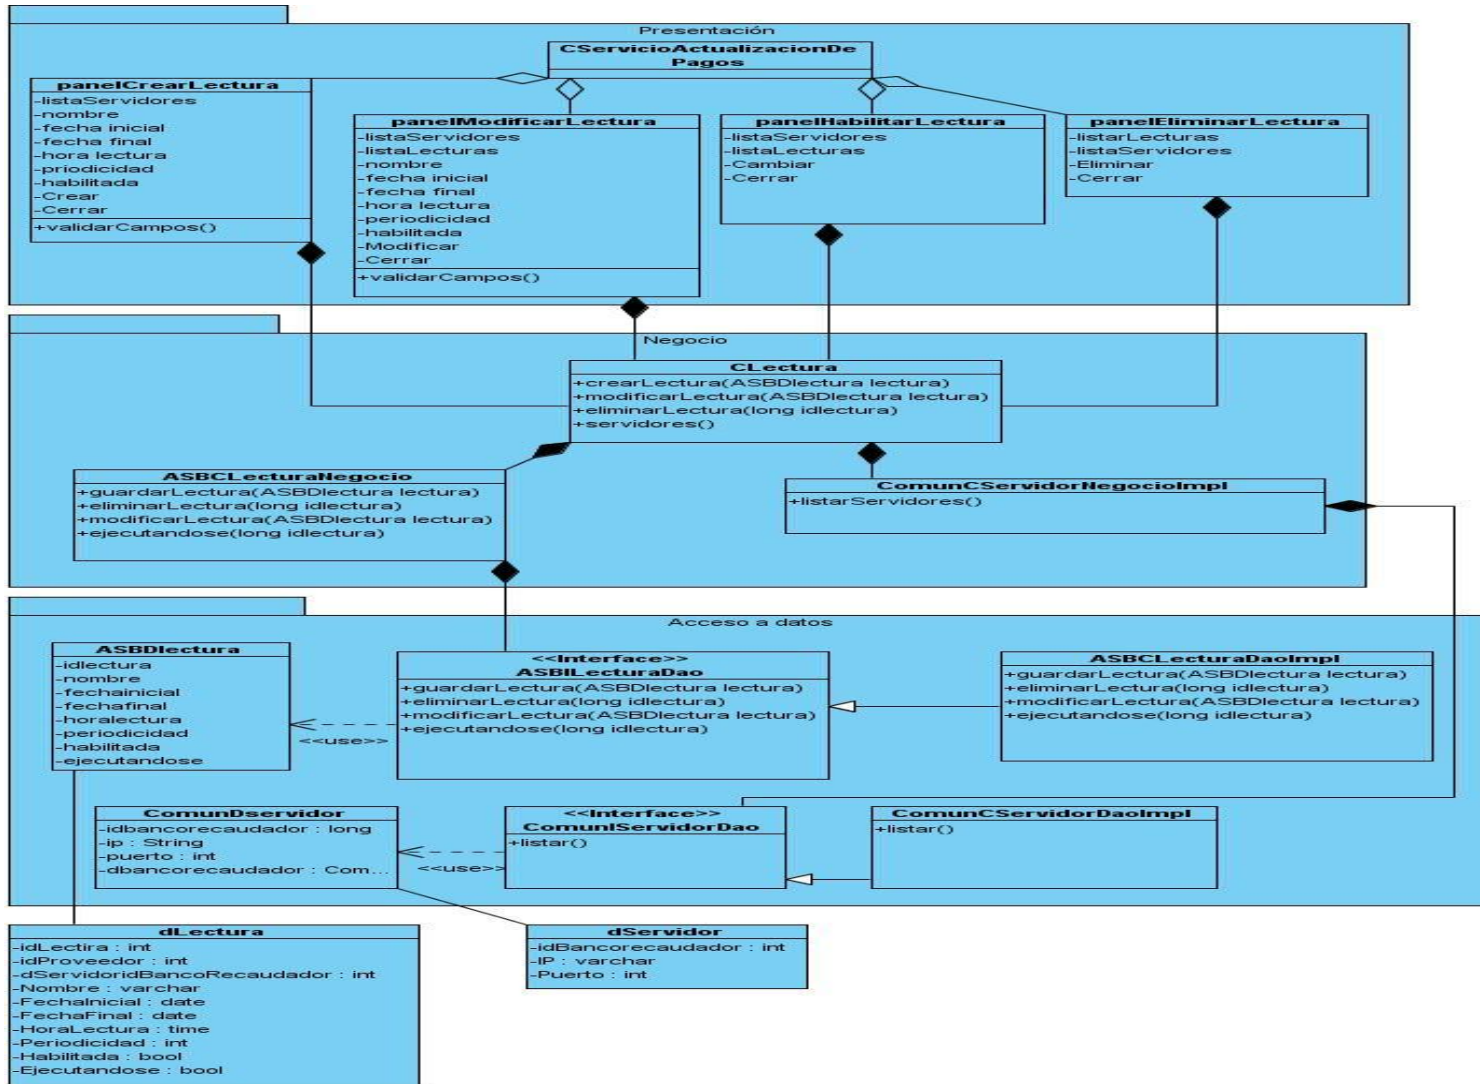 Presentación
CServicioActualizacionDe
Pagos
panelCrearLectura
-listaServidores
-nombre
-fecha inicial
-fecha final
-hora lectura
-priodicidad
-habilitada
-Crear
-Cerrar
+validarCampos()
panelModificarLectura
-listaServidores
-listaLecturas
-nombre
-fecha inicial
-fecha final
-hora lectura
-periodicidad
-habilitada
-Modificar
-Cerrar
+validarCampos()
panelHabilitarLectura
-listaServidores
-listaLecturas
-Cambiar
-Cerrar
panelEliminarLectura
-listarLecturas
-listaServidores
-Eliminar
-Cerrar
Negocio
CLectura
+crearLectura(ASBDlectura lectura)
+modificarLectura(ASBDlectura lectura)
+eliminarLectura(long idlectura)
+servidores()
ASBCLecturaNegocio
+guardarLectura(ASBDlectura lectura)
+eliminarLectura(long idlectura)
+modificarLectura(ASBDlectura lectura)
+ejecutandose(long idlectura)
ComunCServidorNegocioImpl
+listarServidores()
Acceso a datos
ASBDlectura
-idlectura
-nombre
-fechainicial
-fechafinal
-horalectura
-periodicidad
-habilitada
-ejecutandose
<<use>>
<<Interface>>
ASBILecturaDao
+guardarLectura(ASBDlectura lectura)
+eliminarLectura(long idlectura)
+modificarLectura(ASBDlectura lectura)
+ejecutandose(long idlectura)
ASBCLecturaDaoImpl
+guardarLectura(ASBDlectura lectura)
+eliminarLectura(long idlectura)
+modificarLectura(ASBDlectura lectura)
+ejecutandose(long idlectura)
ComunDservidor
-idbancorecaudador : long
-ip : String
-puerto : int
-dbancorecaudador : Com...
<<use>>
<<Interface>>
ComunIServidorDao
+listar()
ComunCServidorDaoImpl
+listar()
dLectura
-idLectira : int
-idProveedor : int
-dServidoridBancoRecaudador : int
-Nombre : varchar
-FechaInicial : date
-FechaFinal : date
-HoraLectura : time
-Periodicidad : int
-Habilitada : bool
-Ejecutandose : bool
dServidor
-idBancorecaudador : int
-IP : varchar
-Puerto : int